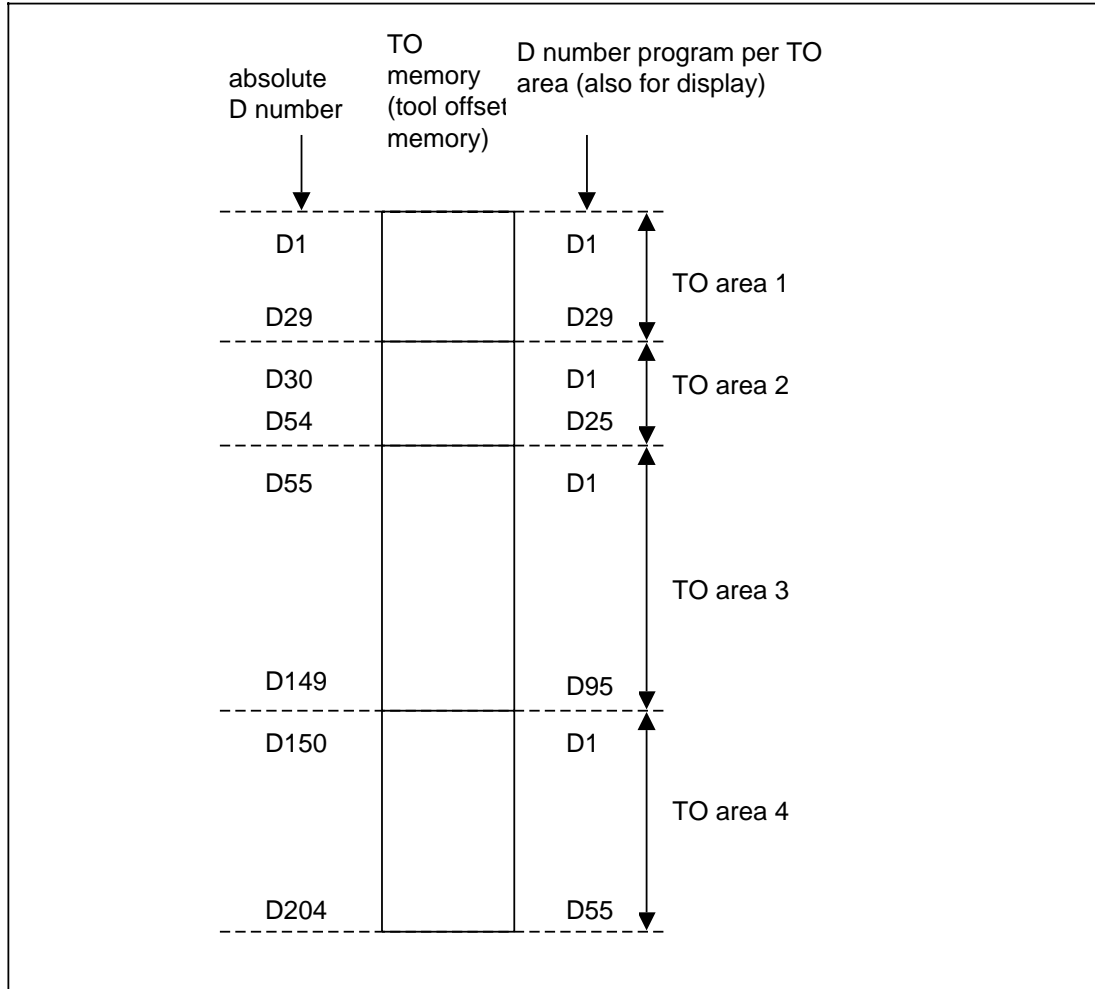 absolute
D number
TO
memory
(tool offset
memory)
D number program per TO
area (also for display)
D1
D1
TO area 1
D29
D29
D30
D1
TO area 2
D54
D25
D55
D1
TO area 3
D149
D95
D150
D1
TO area 4
D204
D55